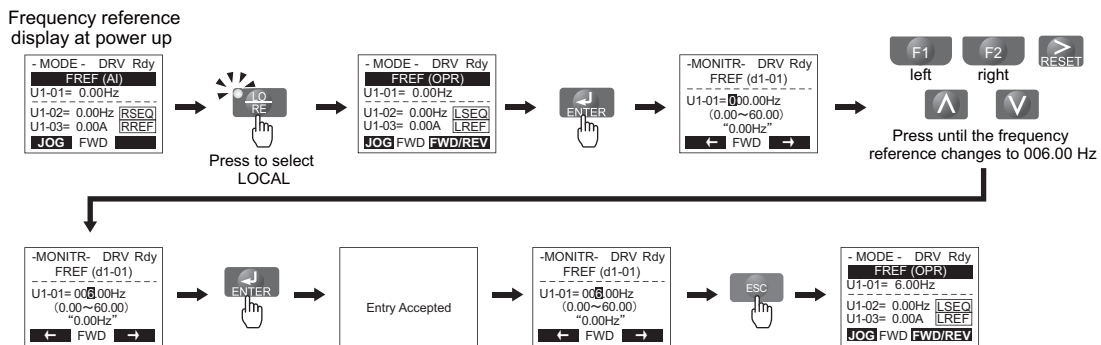 Frequency reference
display at power up
- MODE - DRV Rdy
FREF (AI)
U1-01= 0.00Hz
U1-02= 0.00Hz RSEQ
U1-03= 0.00A RREF
JOG FWD
LO
RE
Press to select
LOCAL
- MODE - DRV Rdy
FREF (OPR)
U1-01= 0.00Hz
U1-02= 0.00Hz LSEQ
U1-03= 0.00A LREF
JOG FWD FWD/REV
ENTER
-MONITR- DRV Rdy
FREF (d1-01)
U1-01=000.00Hz
(0.00~60.00)
“0.00Hz”
← FWD →
F1 F2 >
RESET
left right
∧ ∨
Press until the frequency
reference changes to 006.00 Hz
-MONITR- DRV Rdy
FREF (d1-01)
U1-01= 006.00Hz
(0.00~60.00)
“0.00Hz”
← FWD →
ENTER
Entry Accepted
-MONITR- DRV Rdy
FREF (d1-01)
U1-01= 006.00Hz
(0.00~60.00)
“0.00Hz”
← FWD →
ESC
- MODE - DRV Rdy
FREF (OPR)
U1-01= 6.00Hz
U1-02= 0.00Hz LSEQ
U1-03= 0.00A LREF
JOG FWD FWD/REV